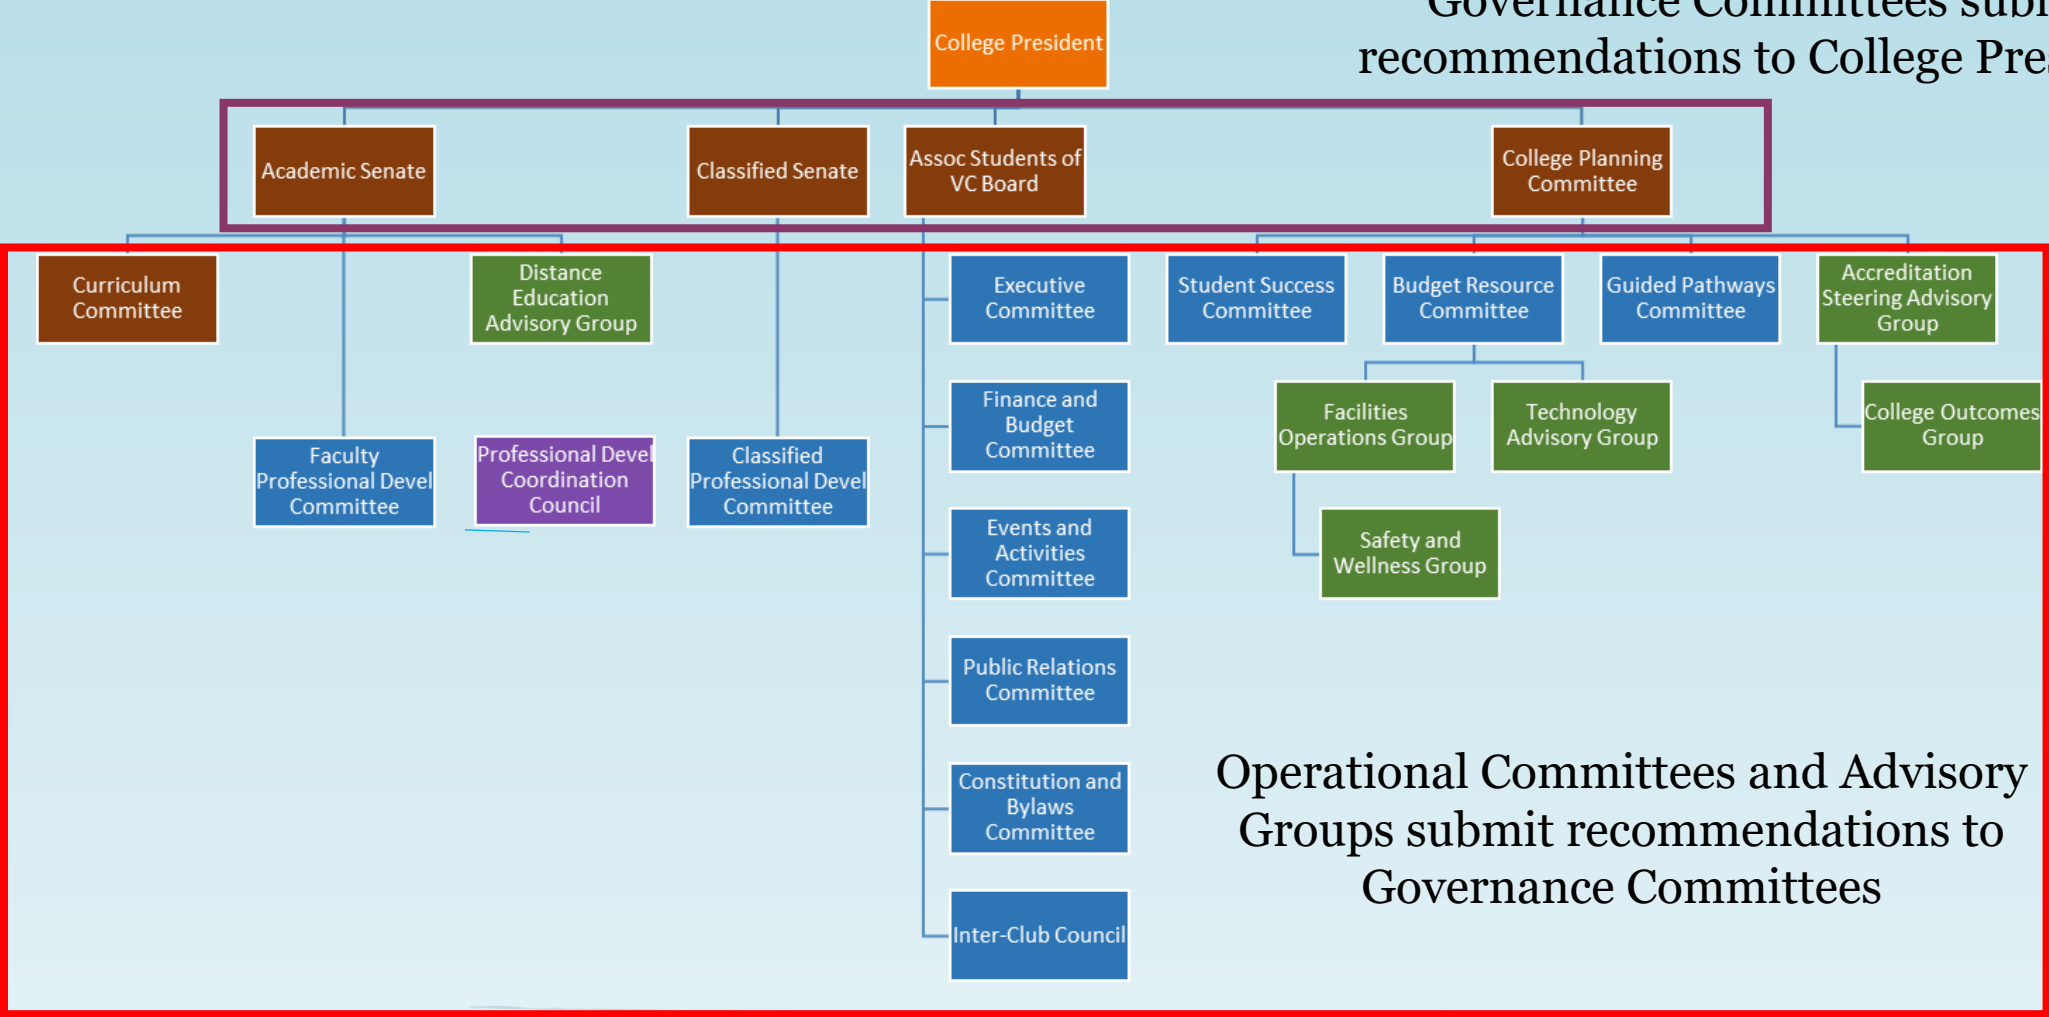 Governance Committees
recommendations to College
College President
Academic Senate
Classified Senate
Assoc Students of
VC Board
College Planning
Committee
Curriculum
Committee
Distance
Education
Advisory Group
Executive
Committee
Student Success
Committee
Budget Resource
Committee
Guided Pathways
Committee
Accreditation
Steering Advisory
Group
Finance and
Budget
Committee
Facilities
Operations Group
Technology
Advisory Group
College Outcomes
Group
Faculty
Professional Devel
Committee
Professional Devel
Coordination
Council
Classified
Professional Devel
Committee
Events and
Activities
Committee
Safety and
Wellness Group
Public Relations
Committee
Constitution and
Bylaws
Committee
Inter-Club Council
Operational Committees and Advisory
Groups submit recommendations to
Governance Committees